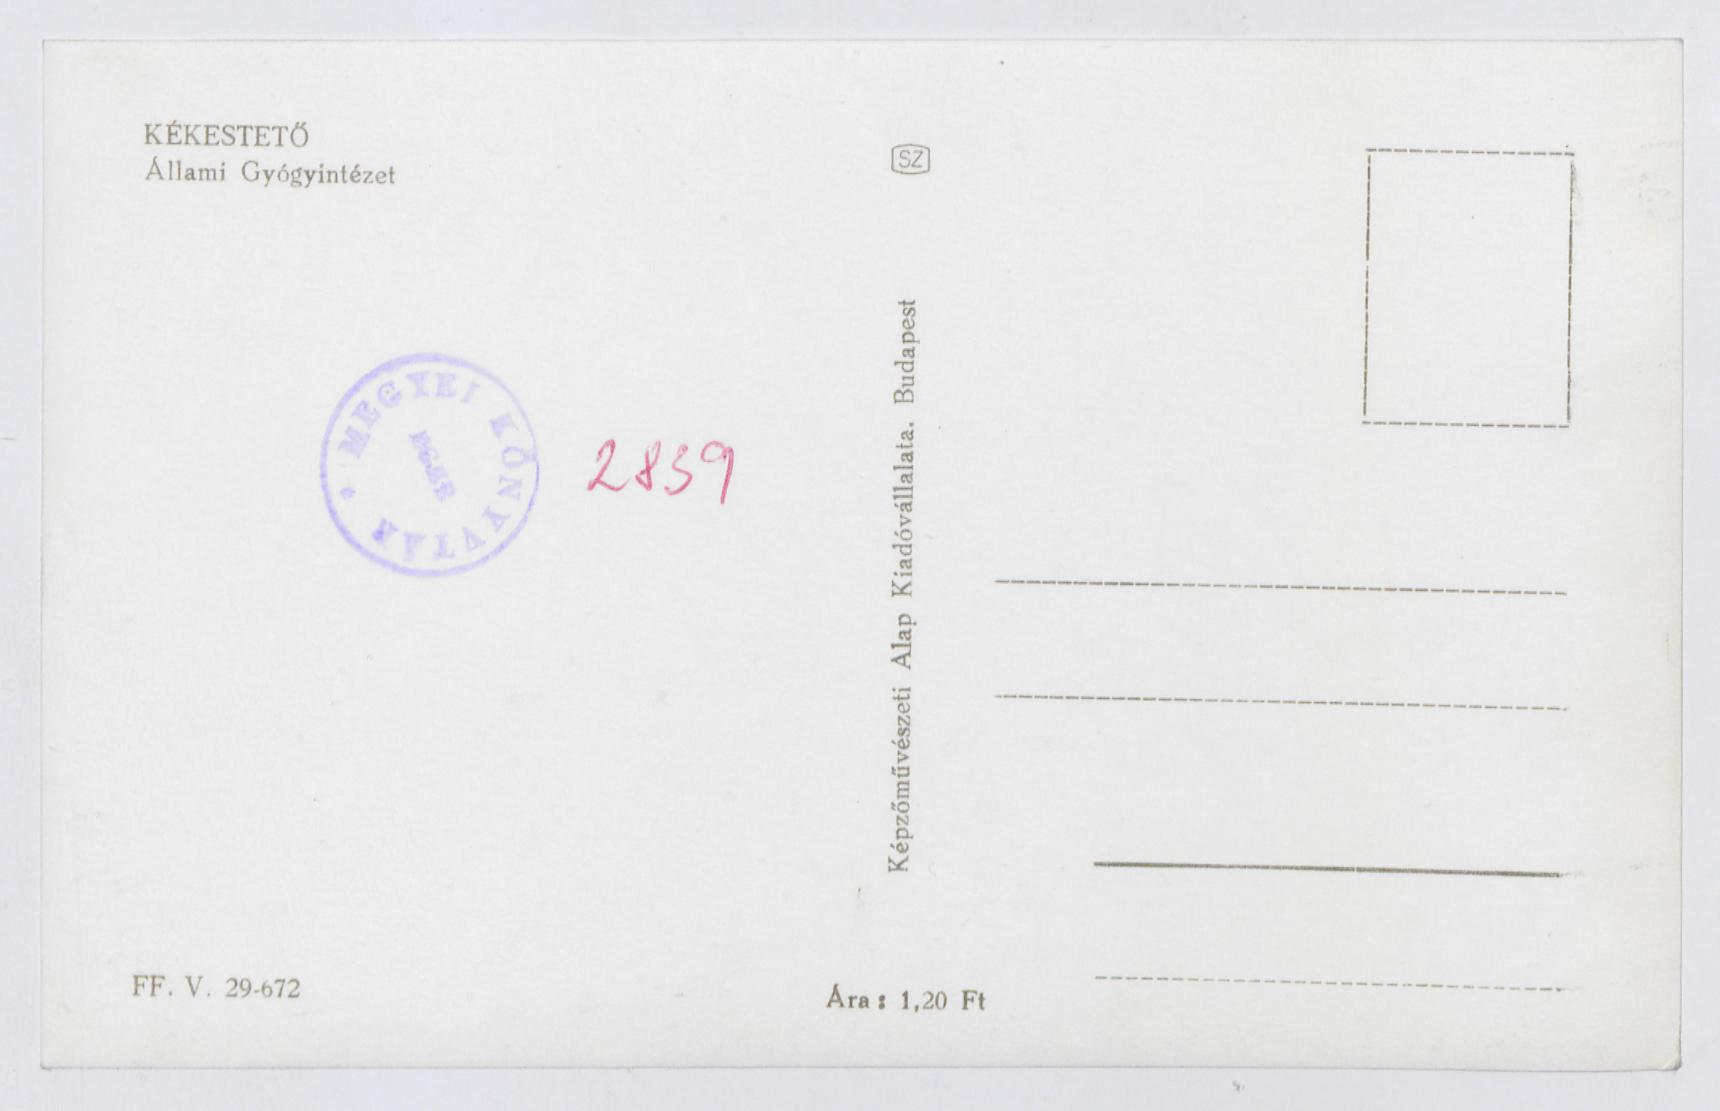 KÉKESTETŐ
Állami Gyógyintézet
SZ
MEGYEI KÖNYVTÁR
2839
Képzőművészeti Alap Kiadóvállalata. Budapest
FF. V. 29-672
Ára: 1,20 Ft